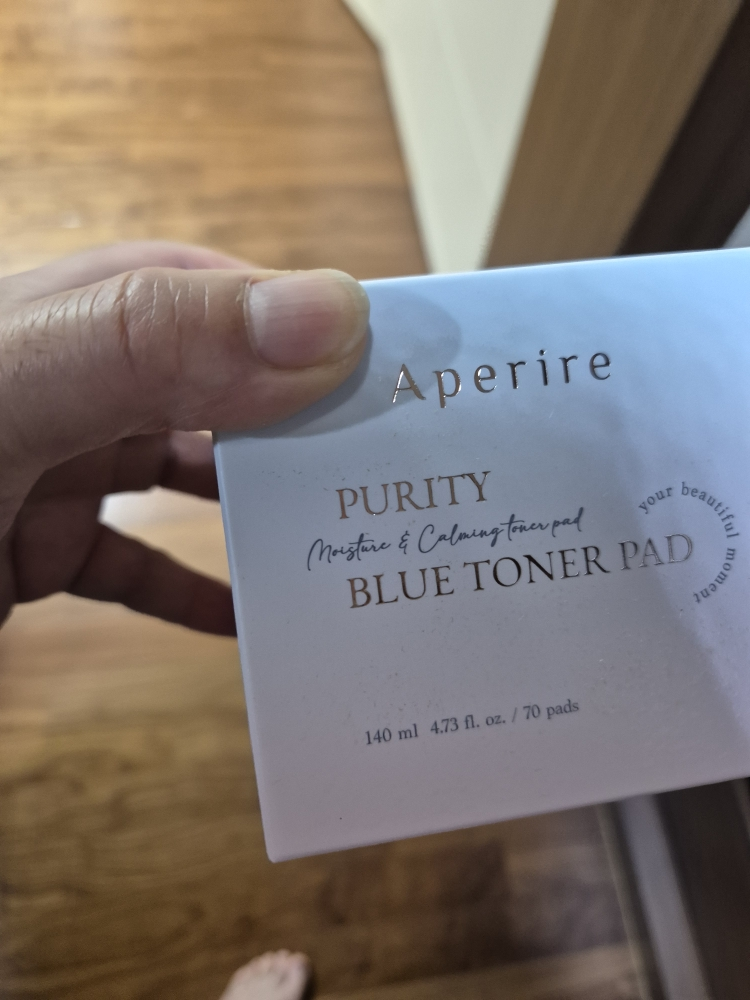 Aperire
PURITY
Moisture & Calming toner pad
BLUE TONER PAD
your beautiful moment
140 ml 4.73 fl. oz. / 70 pads